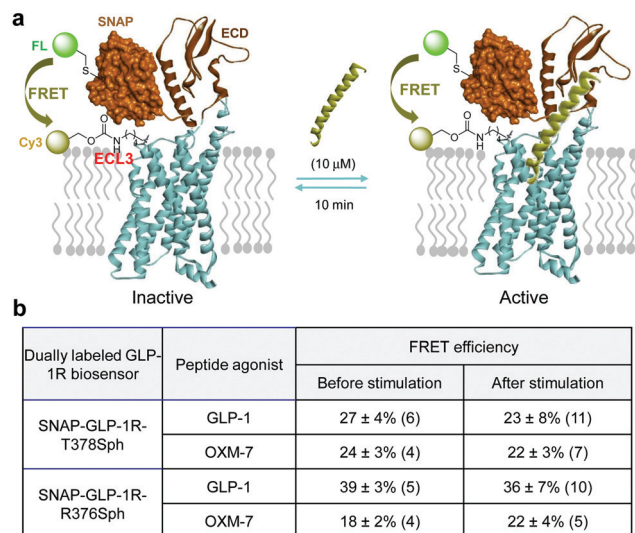 a
SNAP
ECD
FL
S
FRET
Cy3
O
O
N
H
ECL3
Inactive
(10 μM)
10 min
FL
S
FRET
Cy3
O
O
N
H
Active
b
Dually labeled GLP-
1R biosensor
Peptide agonist
FRET efficiency
Before stimulation
After stimulation
SNAP-GLP-1R-
T378Sph
GLP-1
27 ± 4% (6)
23 ± 8% (11)
OXM-7
24 ± 3% (4)
22 ± 3% (7)
SNAP-GLP-1R-
R376Sph
GLP-1
39 ± 3% (5)
36 ± 7% (10)
OXM-7
18 ± 2% (4)
22 ± 4% (5)